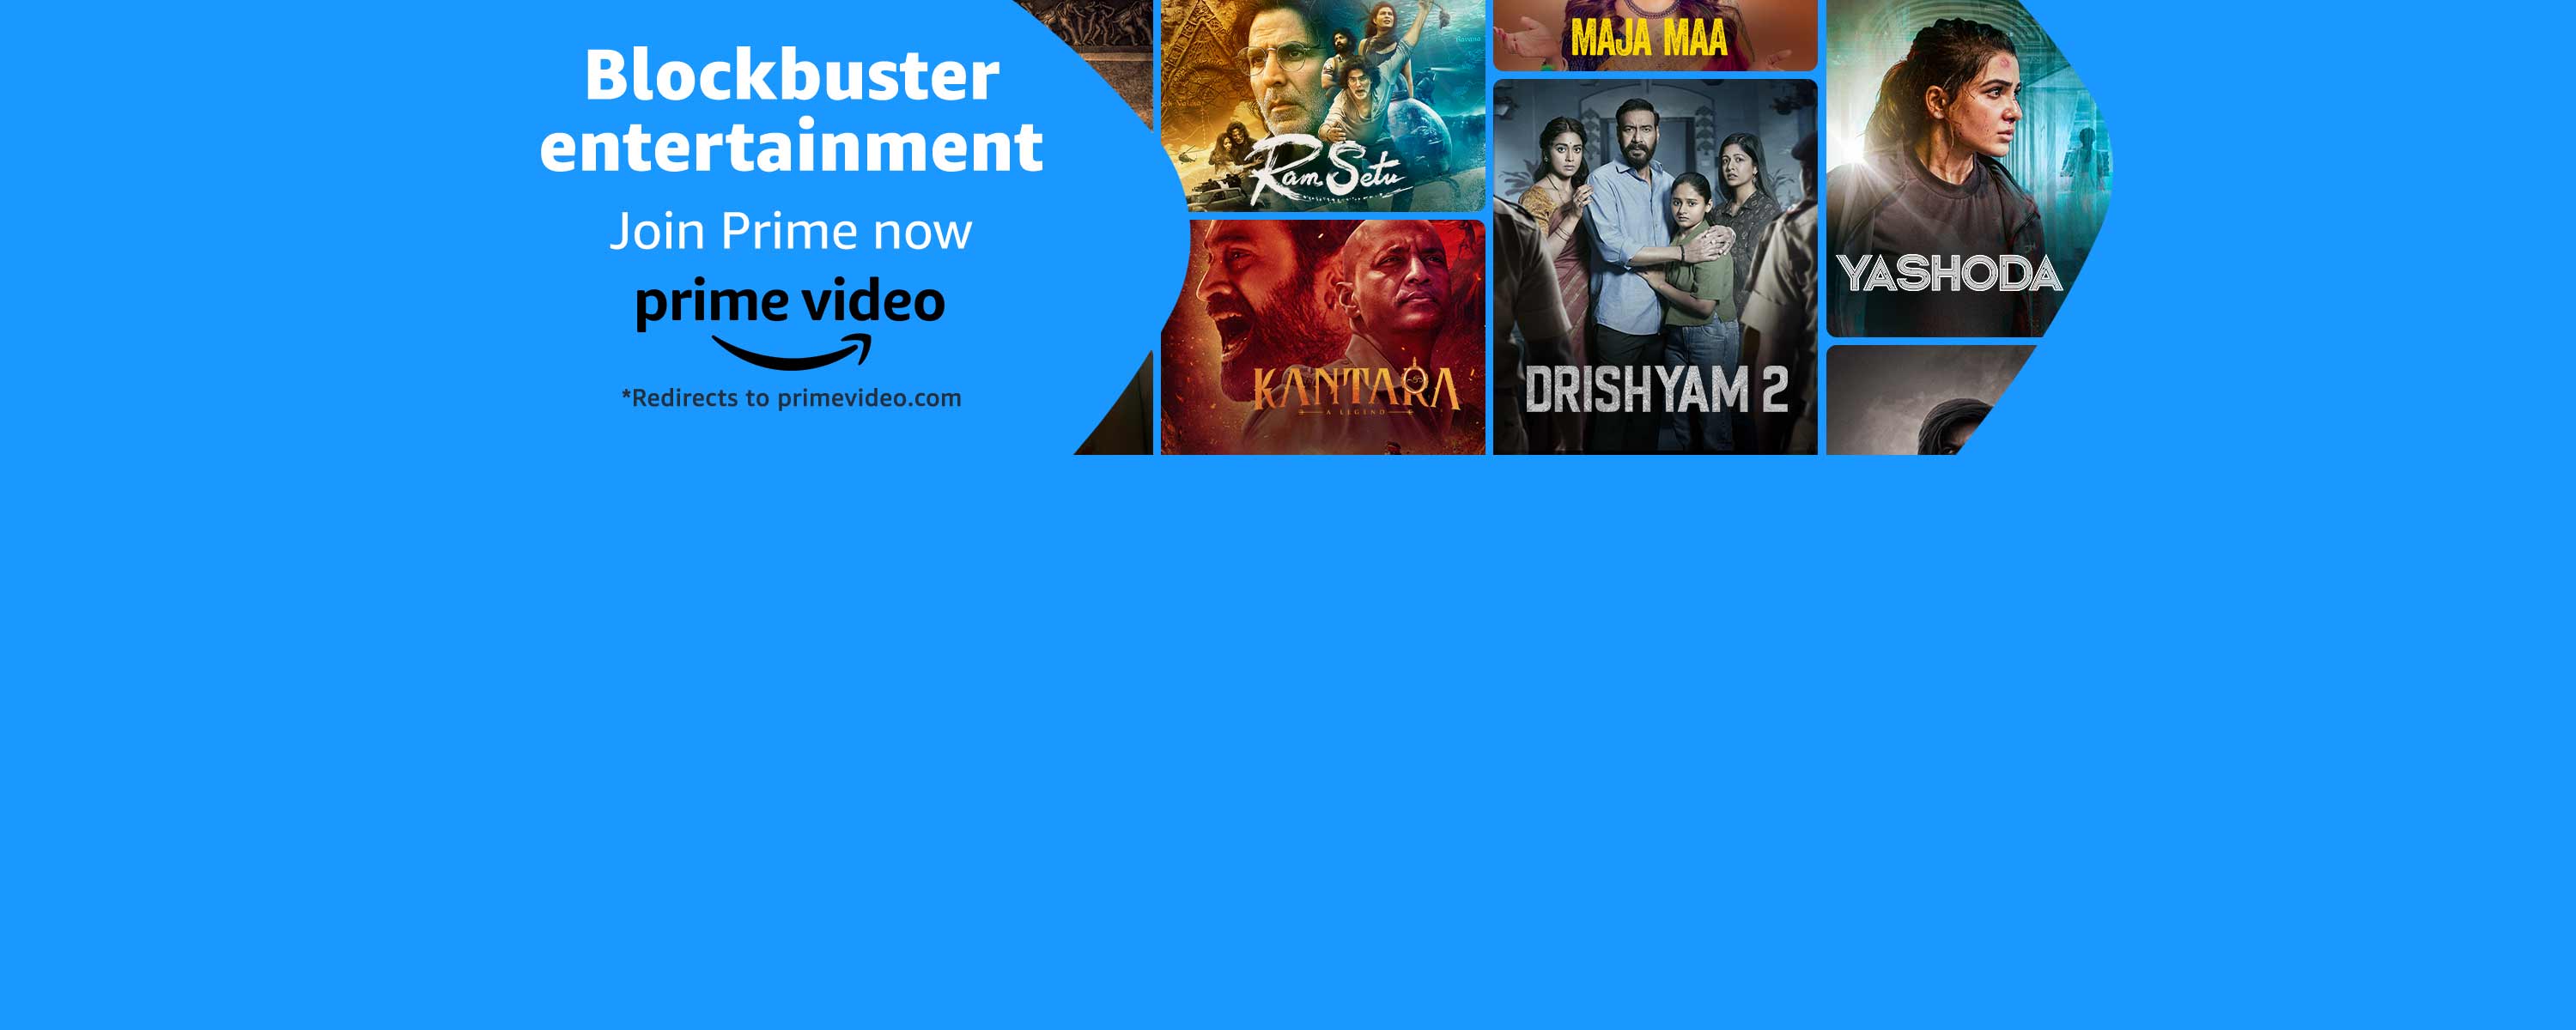 Blockbuster
entertainment
Join Prime now
prime video
*Redirects to primevideo.com
Ram Setu
KANTARA
A LEGEND
MAJA MAA
DRISHYAM 2
YASHODA